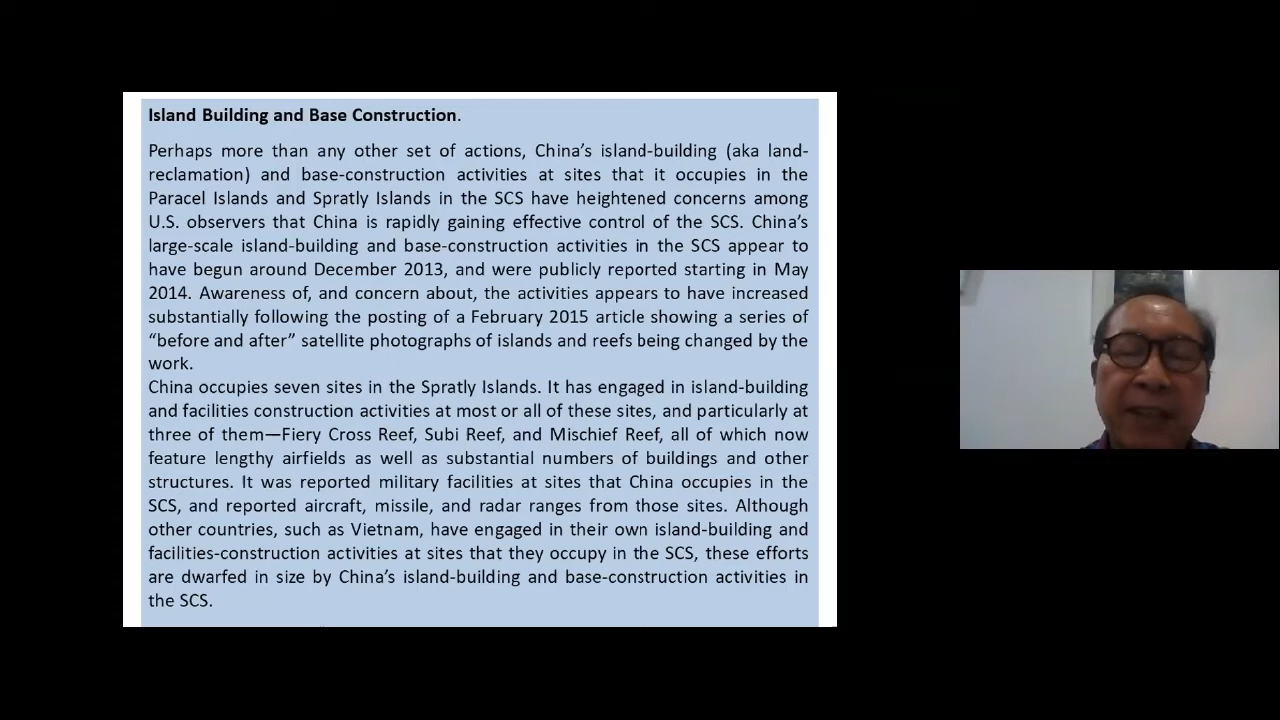 Island Building and Base Construction.
Perhaps more than any other set of actions, China’s island-building (aka land-
reclamation) and base-construction activities at sites that it occupies in the
Paracel Islands and Spratly Islands in the SCS have heightened concerns among
U.S. observers that China is rapidly gaining effective control of the SCS. China’s
large-scale island-building and base-construction activities in the SCS appear to
have begun around December 2013, and were publicly reported starting in May
2014. Awareness of, and concern about, the activities appears to have increased
substantially following the posting of a February 2015 article showing a series of
“before and after” satellite photographs of islands and reefs being changed by the
work.
China occupies seven sites in the Spratly Islands. It has engaged in island-building
and facilities construction activities at most or all of these sites, and particularly at
three of them—Fiery Cross Reef, Subi Reef, and Mischief Reef, all of which now
feature lengthy airfields as well as substantial numbers of buildings and other
structures. It was reported military facilities at sites that China occupies in the
SCS, and reported aircraft, missile, and radar ranges from those sites. Although
other countries, such as Vietnam, have engaged in their own island-building and
facilities-construction activities at sites that they occupy in the SCS, these efforts
are dwarfed in size by China’s island-building and base-construction activities in
the SCS.